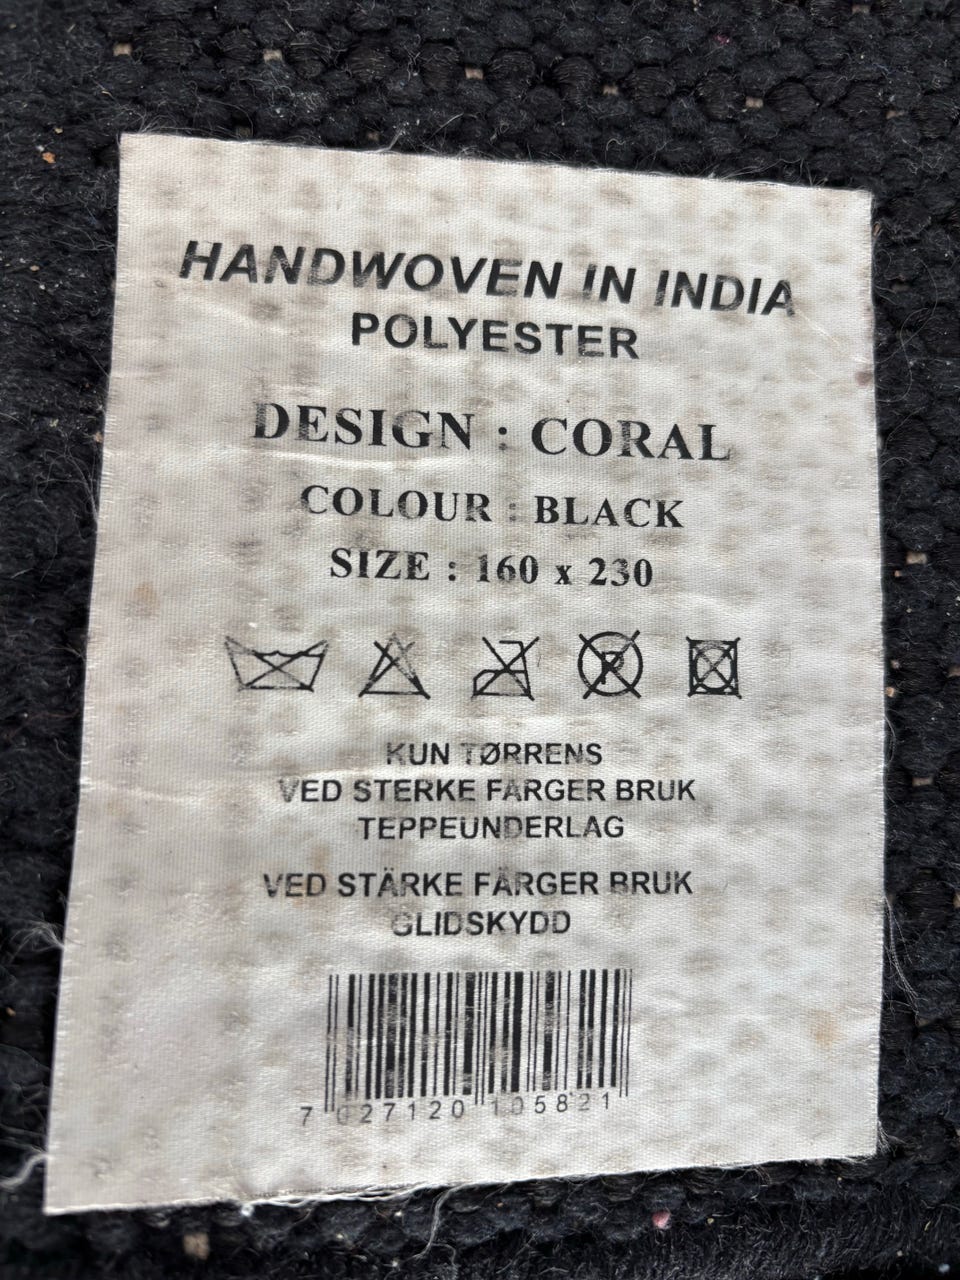 HANDWOVEN IN INDIA
POLYESTER
DESIGN : CORAL
COLOUR : BLACK
SIZE : 160 x 230
P
KUN TØRRENS
VED STERKE FARGER BRUK
TEPPEUNDERLAG
VED STÄRKE FÄRGER BRUK
GLIDSKYDD
7 027120 105821